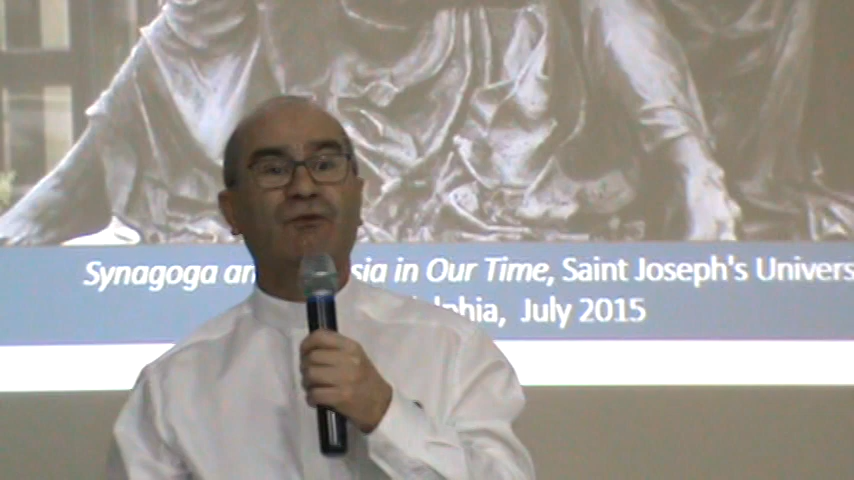 Synagoga an sia in Our Time, Saint Joseph's Univers
lphia, July 2015